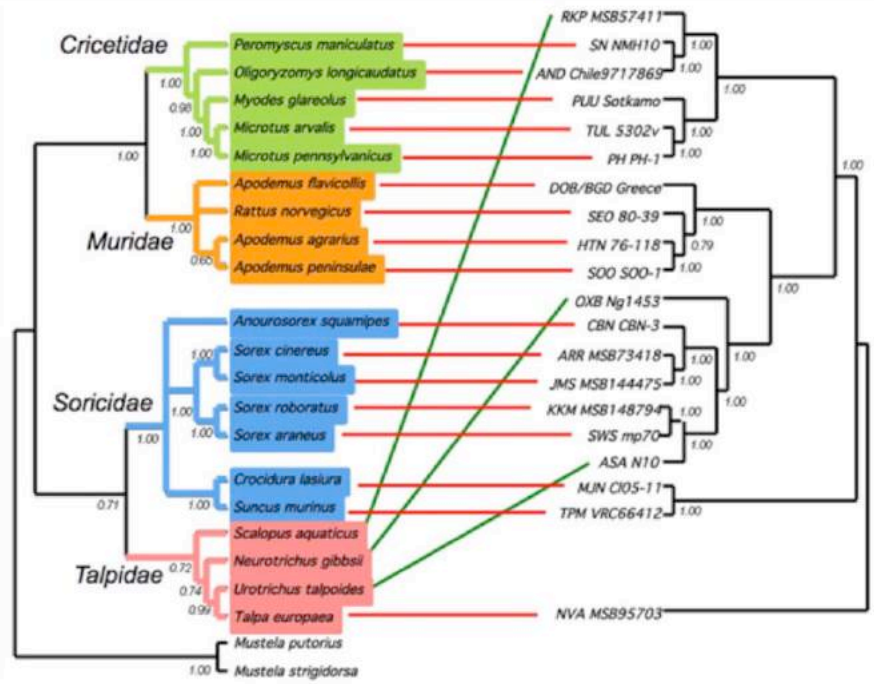 Cricetidae
Peromyscus maniculatus
Oligoryzomys longicaudatus
Myodes glareolus
Microtus arvalis
Microtus pennsylvanicus
1.00
0.98
1.00
1.00
1.00
Muridae
Apodemus flavicollis
Rattus norvegicus
Apodemus agrarius
Apodemus peninsulae
1.00
0.65
Soricidae
Anourosorex squamipes
Sorex cinereus
Sorex monticolus
Sorex roboratus
Sorex araneus
Crocidura lasiura
Suncus murinus
1.00
1.00
1.00
1.00
1.00
0.71
Talpidae
Scalopus aquaticus
Neurotrichus gibbsii
Urotrichus talpoides
Talpa europaea
0.72
0.74
0.99
Mustela putorius
Mustela strigidorsa
1.00
RKP MSB57411
SN NMH10
AND Chile9717869
PUU Sotkamo
TUL 5302v
PH PH-1
DOB/BGD Greece
SEO 80-39
HTN 76-118
SOO SOO-1
OXB Ng1453
CBN CBN-3
ARR MSB73418
JMS MSB144475
KKM MSB148794
SWS mp70
ASA N10
MJN Cl05-11
TPM VRC66412
NVA MSB95703
1.00
1.00
1.00
1.00
1.00
1.00
1.00
0.79
1.00
1.00
1.00
1.00
1.00
1.00
1.00
1.00